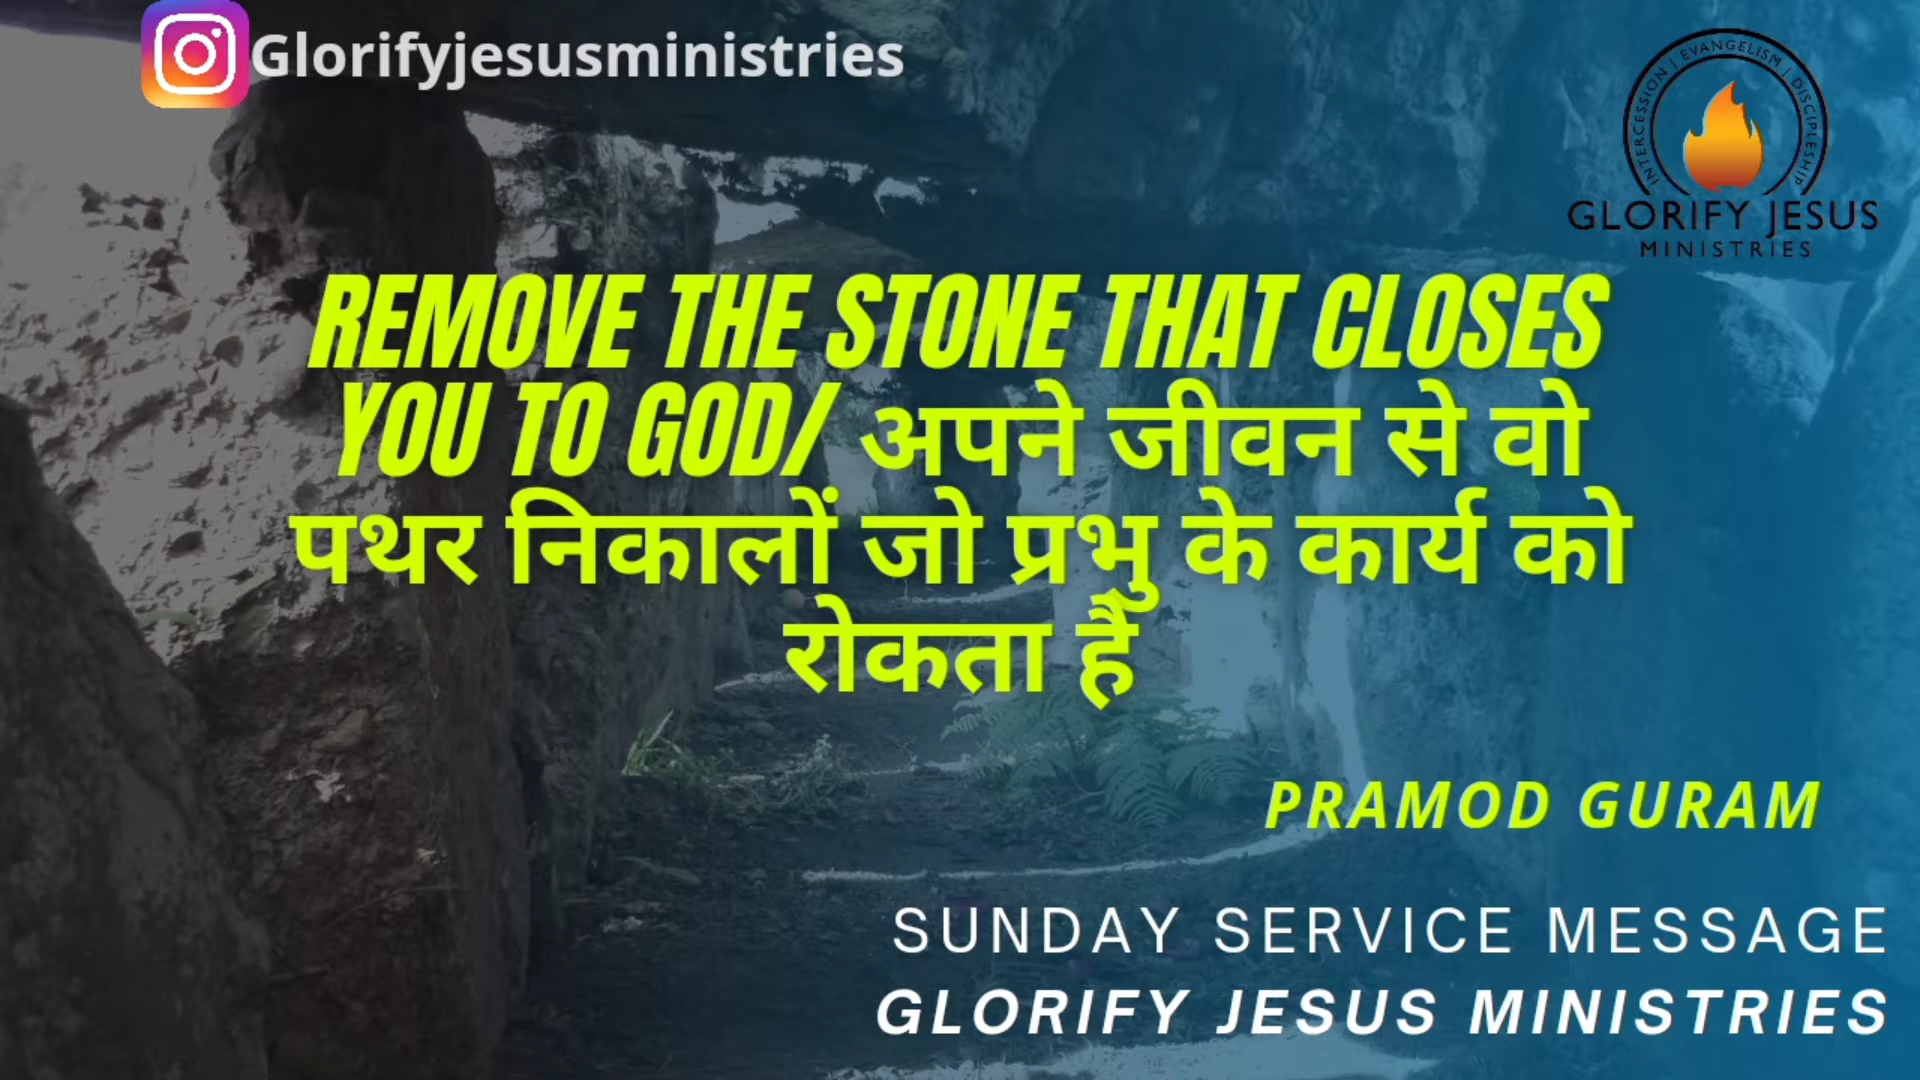 Glorifyjesusministries
INTERCESSION | EVANGELISM | DISCIPLESHIP
GLORIFY JESUS
MINISTRIES
REMOVE THE STONE THAT CLOSES
YOU TO GOD/ अपने जीवन से वो
पथर निकालों जो प्रभु के कार्य को
रोकता हैं
PRAMOD GURAM
SUNDAY SERVICE MESSAGE
GLORIFY JESUS MINISTRIES